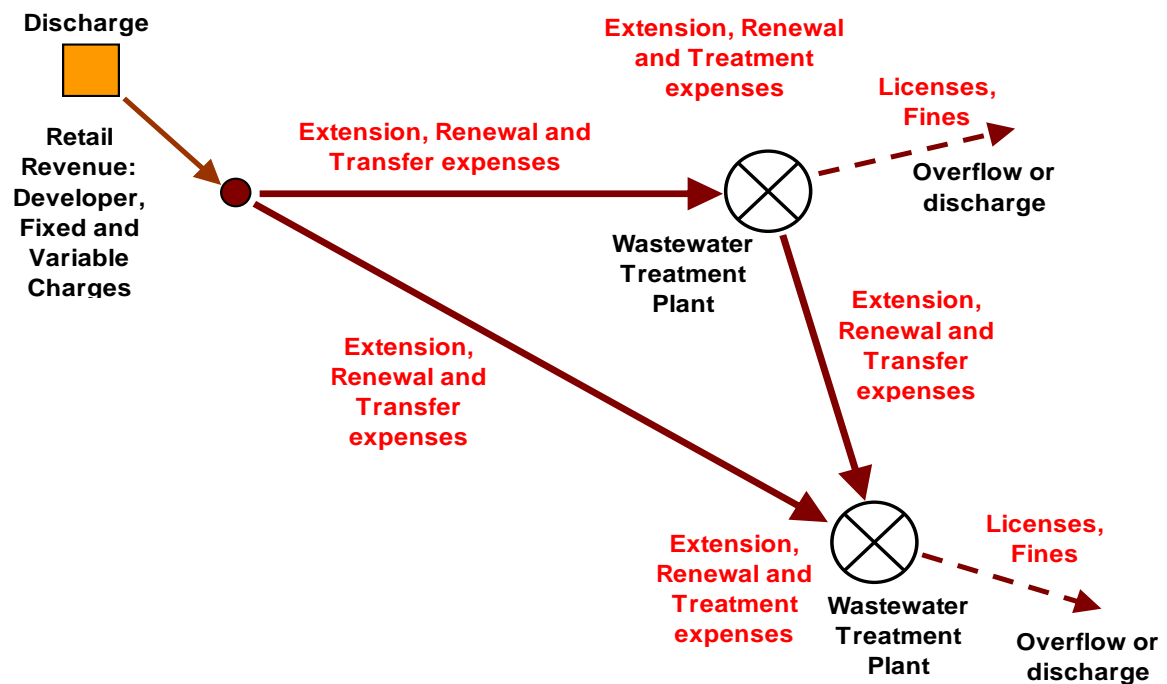 Discharge
Retail
Revenue:
Developer,
Fixed and
Variable
Charges
Extension, Renewal and
Transfer expenses
Extension, Renewal
and Treatment
expenses
Licenses,
Fines
Overflow or
discharge
Wastewater
Treatment
Plant
Extension,
Renewal and
Transfer
expenses
Extension,
Renewal and
Transfer
expenses
Extension,
Renewal and
Treatment
expenses
Licenses,
Fines
Wastewater
Treatment
Plant
Overflow or
discharge